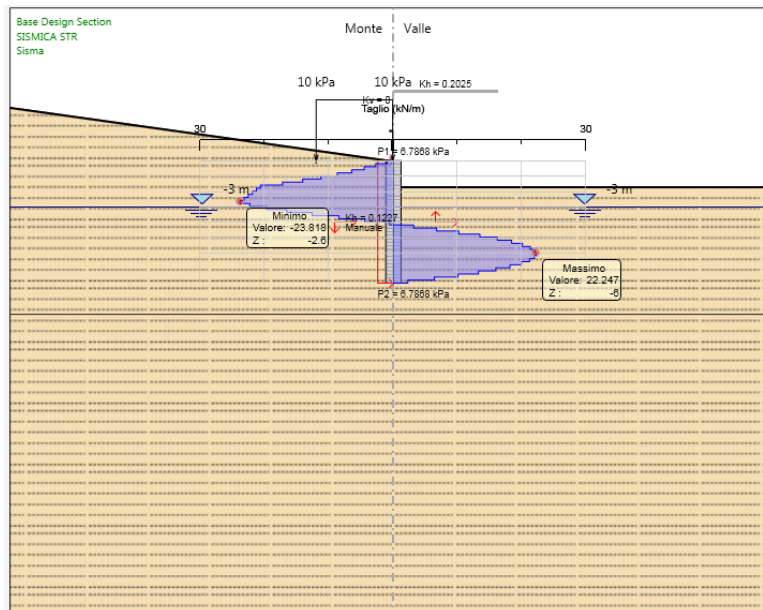 Base Design Section
SISMICA STR
Sisma
Monte
Valle
10 kPa
10 kPa
Kh = 0.2025
Kv = 0
Taglio (kN/m)
30
30
P1 = 6.7868 kPa
-3 m
-3 m
Minimo
Valore: -23.818
Z : -2.6
Kh = 0.1227
Manuale
Massimo
Valore: 22.247
Z : -6
P2 = 6.7868 kPa